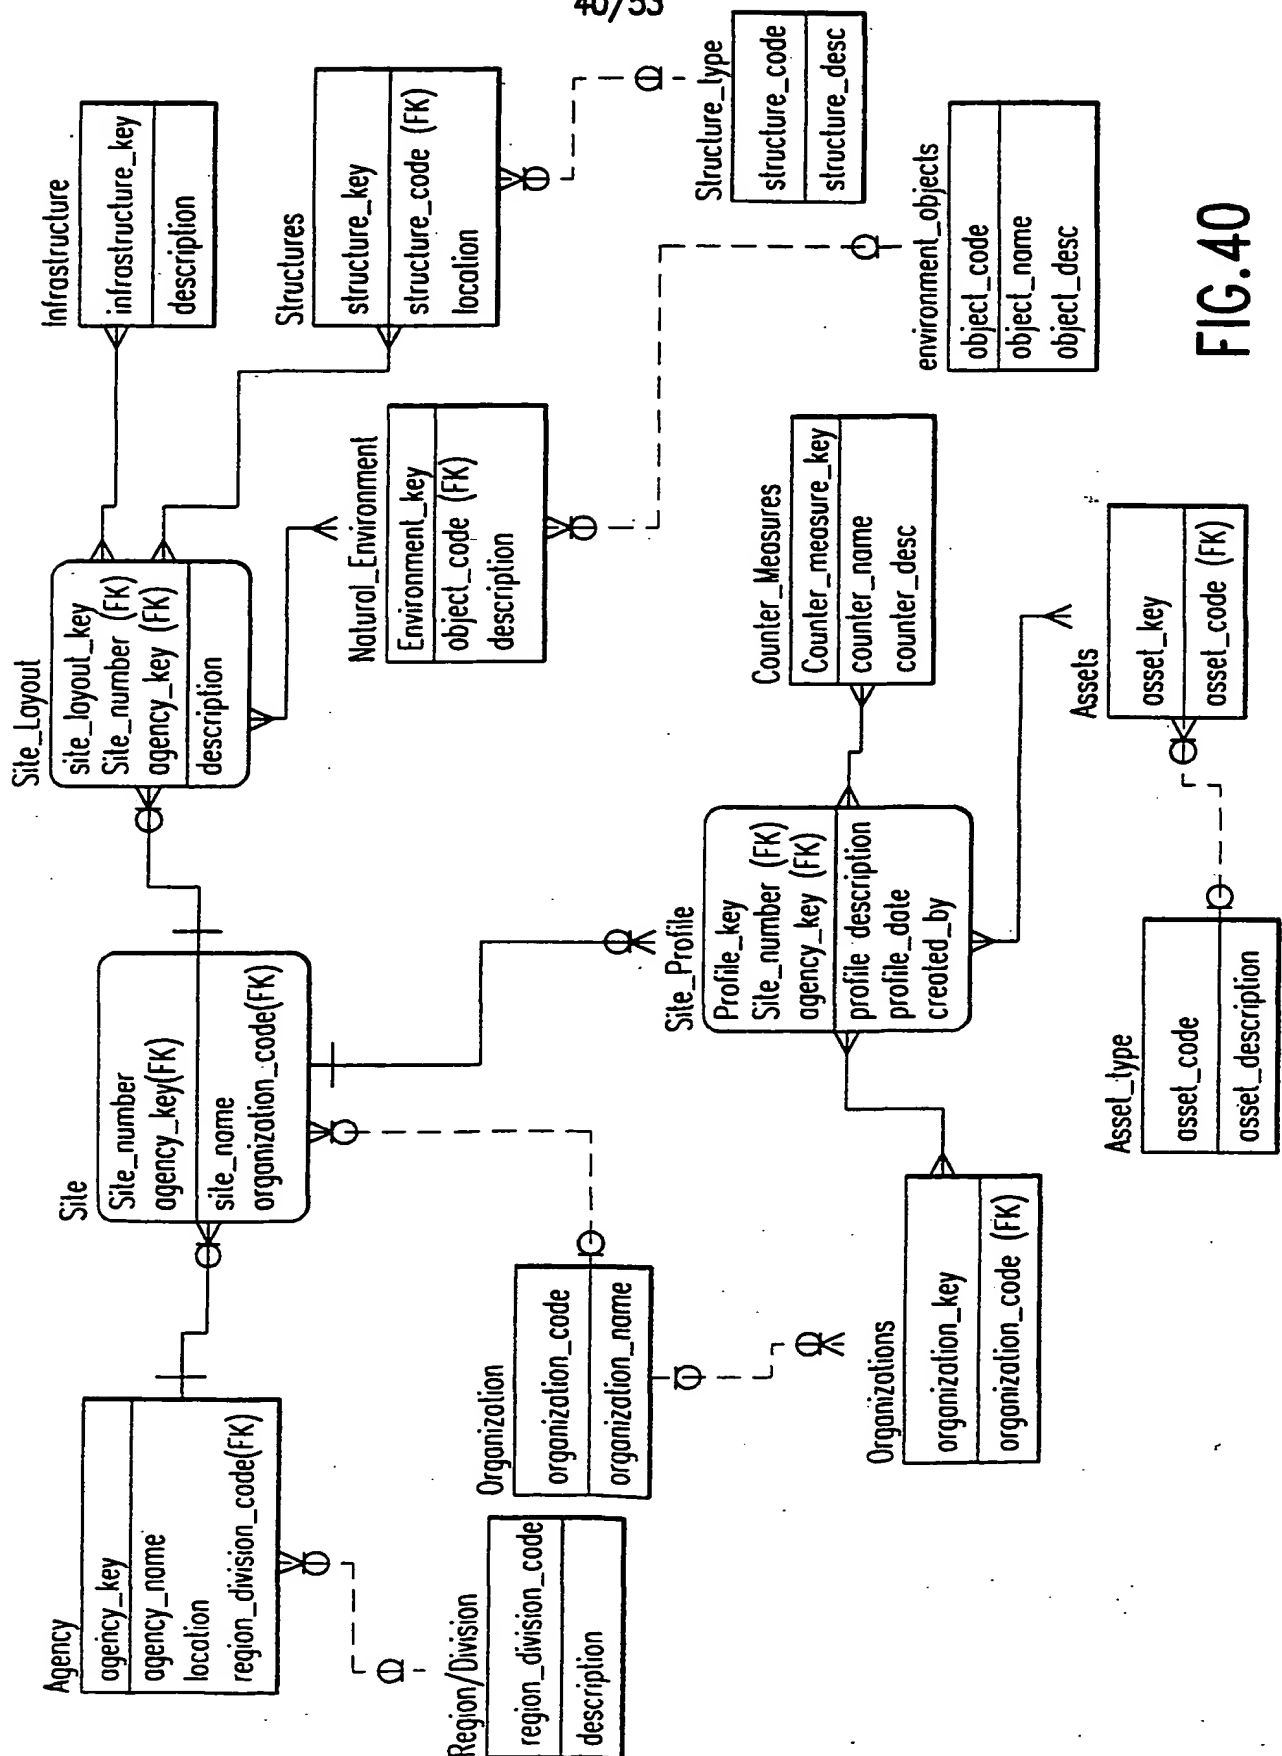 40/53
Agency
agency_key
agency_name
location
region_division_code(FK)
Region/Division
region_division_code
description
Site
Site_number
agency_key(FK)
site_name
organization_code(FK)
Organization
organization_code
organization_name
Organizations
organization_key
organization_code (FK)
Site_Layout
site_layout_key
Site_number (FK)
agency_key (FK)
description
Infrastructure
infrastructure_key
description
Structures
structure_key
structure_code (FK)
location
Structure_type
structure_code
structure_desc
Natural_Environment
Environment_key
object_code (FK)
description
environment_objects
object_code
object_name
object_desc
Site_Profile
Profile_key
Site_number (FK)
agency_key (FK)
profile description
profile_date
created_by
Counter_Measures
Counter_measure_key
counter_name
counter_desc
Assets
asset_key
asset_code (FK)
Asset_type
asset_code
asset_description
FIG.40